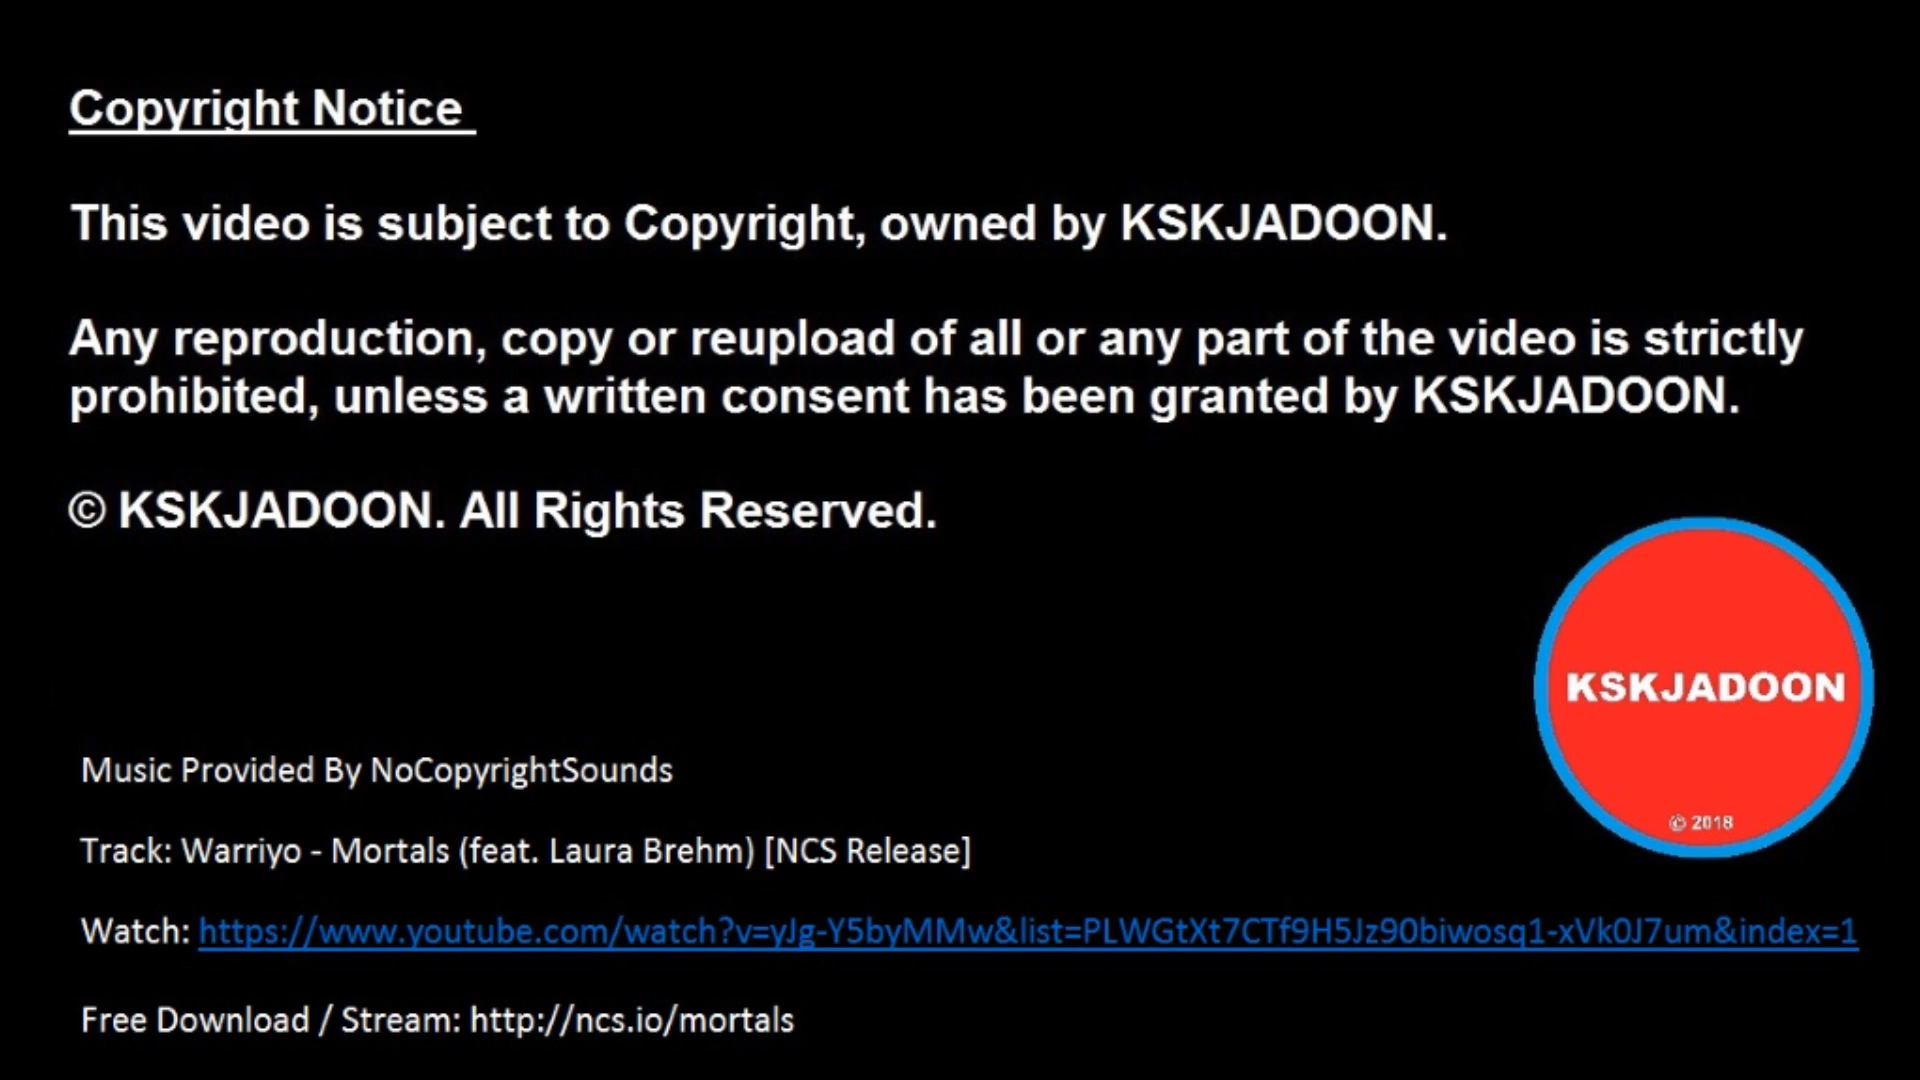 Copyright Notice
This video is subject to Copyright, owned by KSKJADOON.
Any reproduction, copy or reupload of all or any part of the video is strictly
prohibited, unless a written consent has been granted by KSKJADOON.
© KSKJADOON. All Rights Reserved.
KSKJADOON
© 2018
Music Provided By NoCopyrightSounds
Track: Warriyo - Mortals (feat. Laura Brehm) [NCS Release]
Watch: https://www.youtube.com/watch?v=yJg-Y5byMMw&list=PLWGtXt7CTf9H5Jz90biwosq1-xVk0J7um&index=1
Free Download / Stream: http://ncs.io/mortals